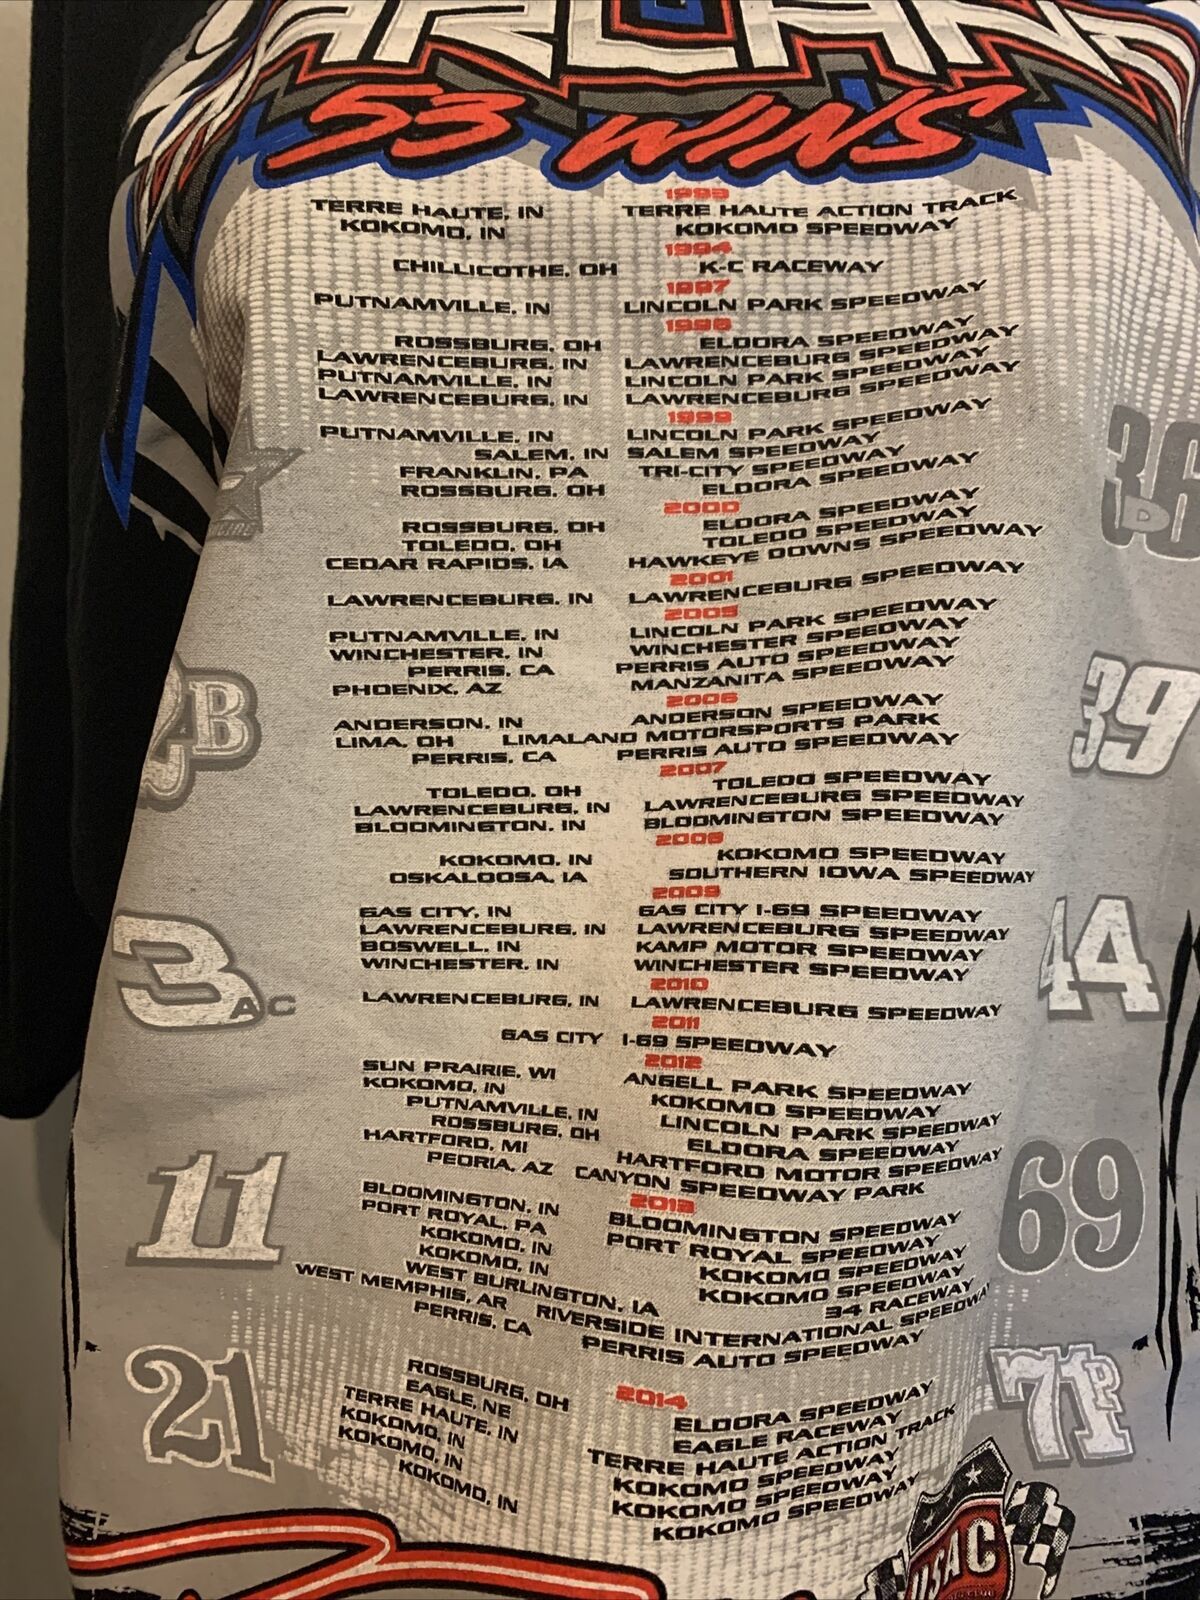 53 WINS
1993
TERRE HAUTE, IN TERRE HAUTE ACTION TRACK
KOKOMO, IN KOKOMO SPEEDWAY
1994
CHILLICOTHE, OH K-C RACEWAY
1997
PUTNAMVILLE, IN LINCOLN PARK SPEEDWAY
1998
ROSSBURG, OH ELDORA SPEEDWAY
LAWRENCEBURG, IN LAWRENCEBURG SPEEDWAY
PUTNAMVILLE, IN LINCOLN PARK SPEEDWAY
LAWRENCEBURG, IN LAWRENCEBURG SPEEDWAY
1999
PUTNAMVILLE, IN LINCOLN PARK SPEEDWAY
SALEM, IN SALEM SPEEDWAY
FRANKLIN, PA TRI-CITY SPEEDWAY
ROSSBURG, OH ELDORA SPEEDWAY
2000
ROSSBURG, OH ELDORA SPEEDWAY
TOLEDO, OH TOLEDO SPEEDWAY
CEDAR RAPIDS, IA HAWKEYE DOWNS SPEEDWAY
2001
LAWRENCEBURG, IN LAWRENCEBURG SPEEDWAY
2005
PUTNAMVILLE, IN LINCOLN PARK SPEEDWAY
WINCHESTER, IN WINCHESTER SPEEDWAY
PERRIS, CA PERRIS AUTO SPEEDWAY
PHOENIX, AZ MANZANITA SPEEDWAY
2006
ANDERSON, IN ANDERSON SPEEDWAY
LIMA, OH LIMALAND MOTORSPORTS PARK
PERRIS, CA PERRIS AUTO SPEEDWAY
2007
TOLEDO, OH TOLEDO SPEEDWAY
LAWRENCEBURG, IN LAWRENCEBURG SPEEDWAY
BLOOMINGTON, IN BLOOMINGTON SPEEDWAY
2008
KOKOMO, IN KOKOMO SPEEDWAY
OSKALOOSA, IA SOUTHERN IOWA SPEEDWAY
2009
GAS CITY, IN GAS CITY I-69 SPEEDWAY
LAWRENCEBURG, IN LAWRENCEBURG SPEEDWAY
BOSWELL, IN KAMP MOTOR SPEEDWAY
WINCHESTER, IN WINCHESTER SPEEDWAY
2010
LAWRENCEBURG, IN LAWRENCEBURG SPEEDWAY
2011
GAS CITY I-69 SPEEDWAY
2012
SUN PRAIRIE, WI ANGELL PARK SPEEDWAY
KOKOMO, IN KOKOMO SPEEDWAY
PUTNAMVILLE, IN LINCOLN PARK SPEEDWAY
ROSSBURG, OH ELDORA SPEEDWAY
HARTFORD, MI HARTFORD MOTOR SPEEDWAY
PEORIA, AZ CANYON SPEEDWAY PARK
2013
BLOOMINGTON, IN BLOOMINGTON SPEEDWAY
PORT ROYAL, PA PORT ROYAL SPEEDWAY
KOKOMO, IN KOKOMO SPEEDWAY
KOKOMO, IN KOKOMO SPEEDWAY
WEST BURLINGTON, IA 34 RACEWAY
WEST MEMPHIS, AR RIVERSIDE INTERNATIONAL SPEEDWAY
PERRIS, CA PERRIS AUTO SPEEDWAY
2014
ROSSBURG, OH ELDORA SPEEDWAY
EAGLE, NE EAGLE RACEWAY
TERRE HAUTE, IN TERRE HAUTE ACTION TRACK
KOKOMO, IN KOKOMO SPEEDWAY
KOKOMO, IN KOKOMO SPEEDWAY
KOKOMO, IN KOKOMO SPEEDWAY
3AC
11
21
36D
39
44
69
71P
USAC